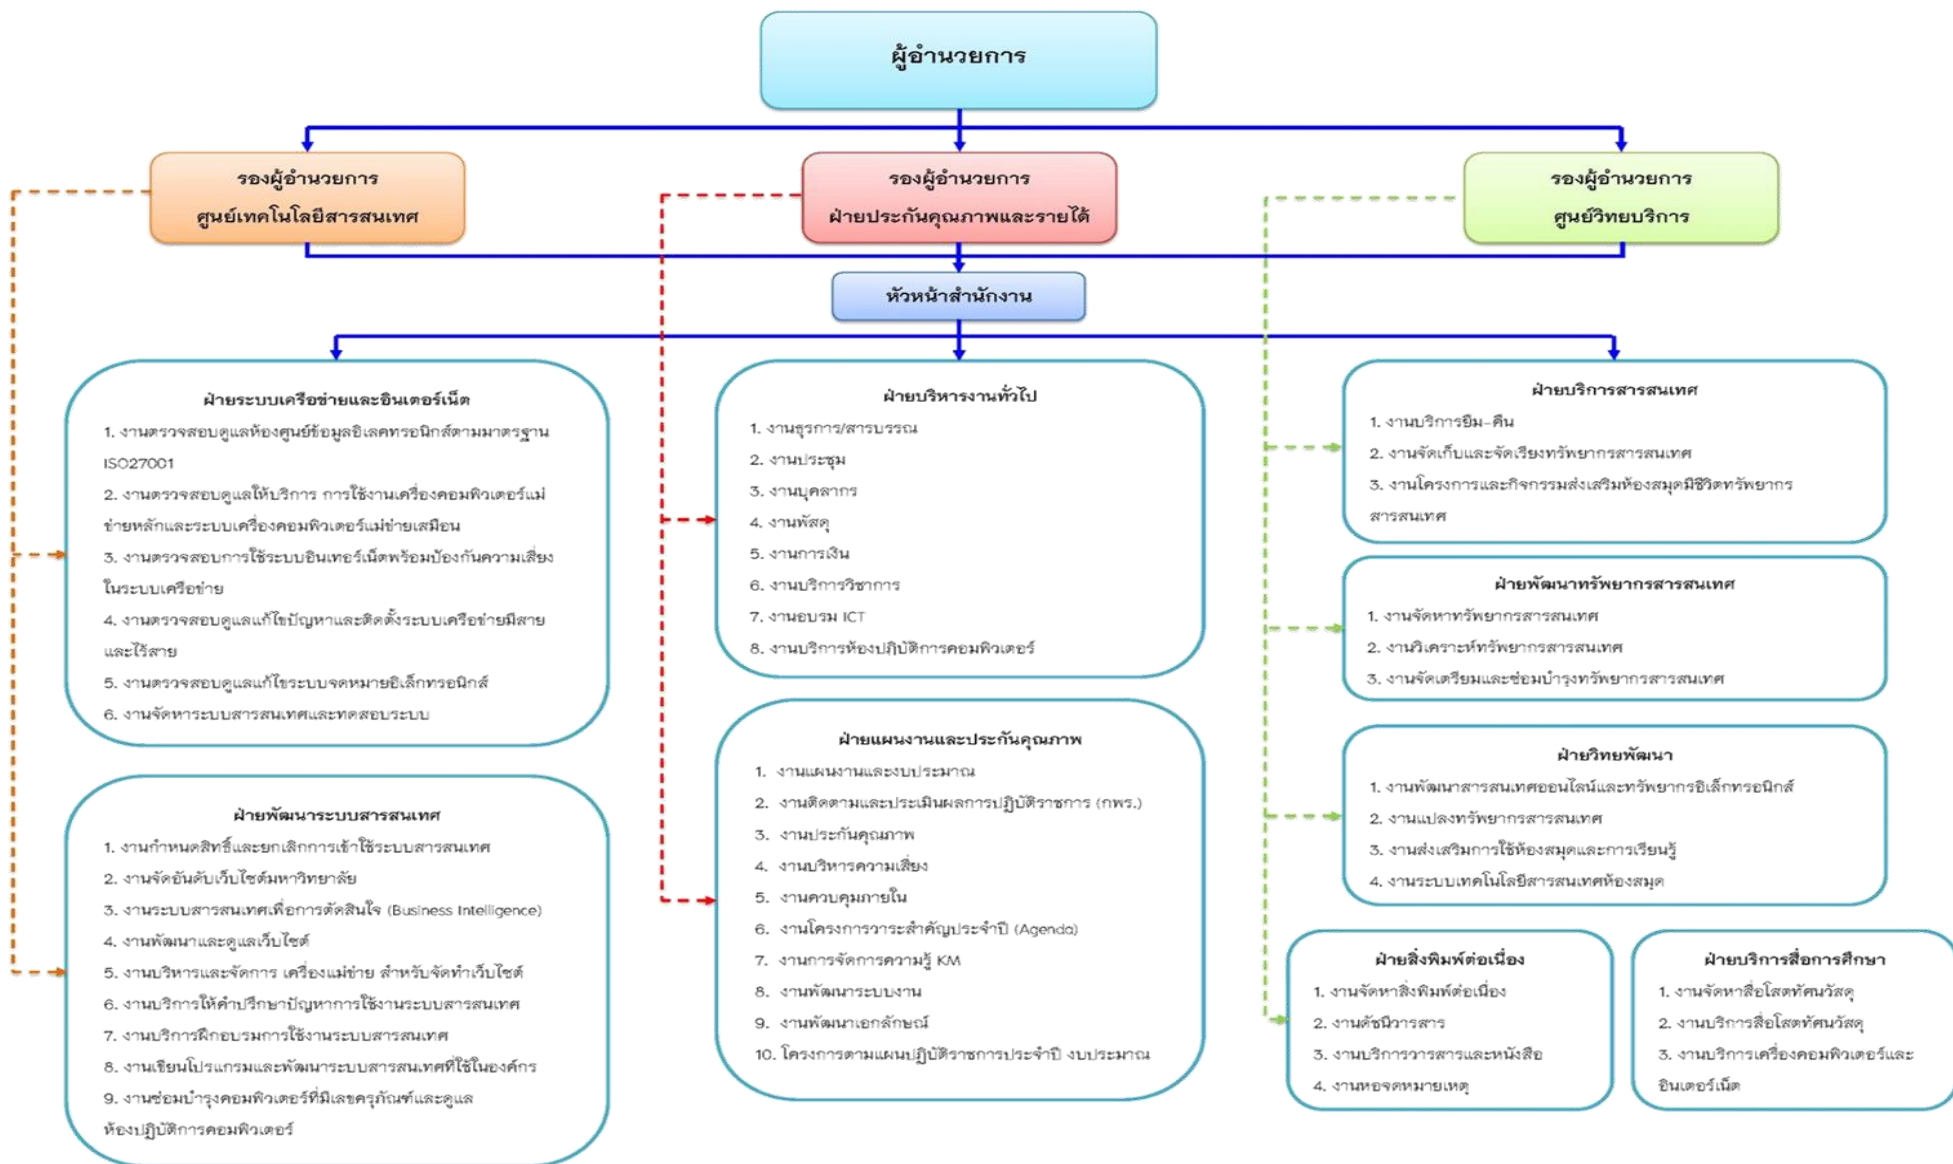 ผู้อำนวยการ
รองผู้อำนวยการ
ศูนย์เทคโนโลยีสารสนเทศ
รองผู้อำนวยการ
ฝ่ายประกันคุณภาพและรายได้
รองผู้อำนวยการ
ศูนย์วิทยบริการ
หัวหน้าสำนักงาน
ฝ่ายระบบเครือข่ายและอินเตอร์เน็ต
1. งานตรวจสอบดูแลห้องศูนย์ข้อมูลอิเลคทรอนิกส์ตามมาตรฐาน
ISO27001
2. งานตรวจสอบดูแลให้บริการ การใช้งานเครื่องคอมพิวเตอร์แม่
ข่ายหลักและระบบเครื่องคอมพิวเตอร์แม่ข่ายเสมือน
3. งานตรวจสอบการใช้ระบบอินเทอร์เน็ตพร้อมป้องกันความเสี่ยง
ในระบบเครือข่าย
4. งานตรวจสอบดูแลแก้ไขปัญหาและติดตั้งระบบเครือข่ายมีสาย
และไร้สาย
5. งานตรวจสอบดูแลแก้ไขระบบจดหมายอิเล็กทรอนิกส์
6. งานจัดหาระบบสารสนเทศและทดสอบระบบ
ฝ่ายพัฒนาระบบสารสนเทศ
1. งานกำหนดสิทธิ์และยกเลิกการเข้าใช้ระบบสารสนเทศ
2. งานจัดอันดับเว็บไซต์มหาวิทยาลัย
3. งานระบบสารสนเทศเพื่อการตัดสินใจ (Business Intelligence)
4. งานพัฒนาและดูแลเว็บไซต์
5. งานบริหารและจัดการ เครื่องแม่ข่าย สำหรับจัดทำเว็บไซต์
6. งานบริการให้คำปรึกษาปัญหาการใช้งานระบบสารสนเทศ
7. งานบริการฝึกอบรมการใช้งานระบบสารสนเทศ
8. งานเขียนโปรแกรมและพัฒนาระบบสารสนเทศที่ใช้ในองค์กร
9. งานซ่อมบำรุงคอมพิวเตอร์ที่มีเลขครุภัณฑ์และดูแล
ห้องปฏิบัติการคอมพิวเตอร์
ฝ่ายบริหารงานทั่วไป
1. งานธุรการ/สารบรรณ
2. งานประชุม
3. งานบุคลากร
4. งานพัสดุ
5. งานการเงิน
6. งานบริการวิชาการ
7. งานอบรม ICT
8. งานบริการห้องปฏิบัติการคอมพิวเตอร์
ฝ่ายแผนงานและประกันคุณภาพ
1. งานแผนงานและงบประมาณ
2. งานติดตามและประเมินผลการปฏิบัติราชการ (กพร.)
3. งานประกันคุณภาพ
4. งานบริหารความเสี่ยง
5. งานควบคุมภายใน
6. งานโครงการวาระสำคัญประจำปี (Agenda)
7. งานการจัดการความรู้ KM
8. งานพัฒนาระบบงาน
9. งานพัฒนาเอกลักษณ์
10. โครงการตามแผนปฏิบัติราชการประจำปี งบประมาณ
ฝ่ายบริการสารสนเทศ
1. งานบริการยืม-คืน
2. งานจัดเก็บและจัดเรียงทรัพยากรสารสนเทศ
3. งานโครงการและกิจกรรมส่งเสริมห้องสมุดมีชีวิตทรัพยากร
สารสนเทศ
ฝ่ายพัฒนาทรัพยากรสารสนเทศ
1. งานจัดหาทรัพยากรสารสนเทศ
2. งานวิเคราะห์ทรัพยากรสารสนเทศ
3. งานจัดเตรียมและซ่อมบำรุงทรัพยากรสารสนเทศ
ฝ่ายวิทยพัฒนา
1. งานพัฒนาสารสนเทศออนไลน์และทรัพยากรอิเล็กทรอนิกส์
2. งานแปลงทรัพยากรสารสนเทศ
3. งานส่งเสริมการใช้ห้องสมุดและการเรียนรู้
4. งานระบบเทคโนโลยีสารสนเทศห้องสมุด
ฝ่ายสิ่งพิมพ์ต่อเนื่อง
1. งานจัดหาสิ่งพิมพ์ต่อเนื่อง
2. งานดัชนีวารสาร
3. งานบริการวารสารและหนังสือ
4. งานหอจดหมายเหตุ
ฝ่ายบริการสื่อการศึกษา
1. งานจัดหาสื่อโสตทัศนวัสดุ
2. งานบริการสื่อโสตทัศนวัสดุ
3. งานบริการเครื่องคอมพิวเตอร์และ
อินเตอร์เน็ต